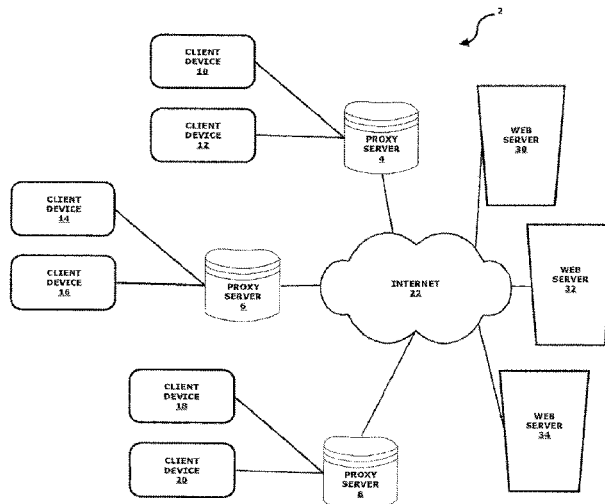 2
CLIENT
DEVICE
10
CLIENT
DEVICE
12
PROXY
SERVER
4
WEB
SERVER
30
CLIENT
DEVICE
14
CLIENT
DEVICE
16
PROXY
SERVER
6
INTERNET
22
WEB
SERVER
32
CLIENT
DEVICE
18
CLIENT
DEVICE
20
PROXY
SERVER
8
WEB
SERVER
34